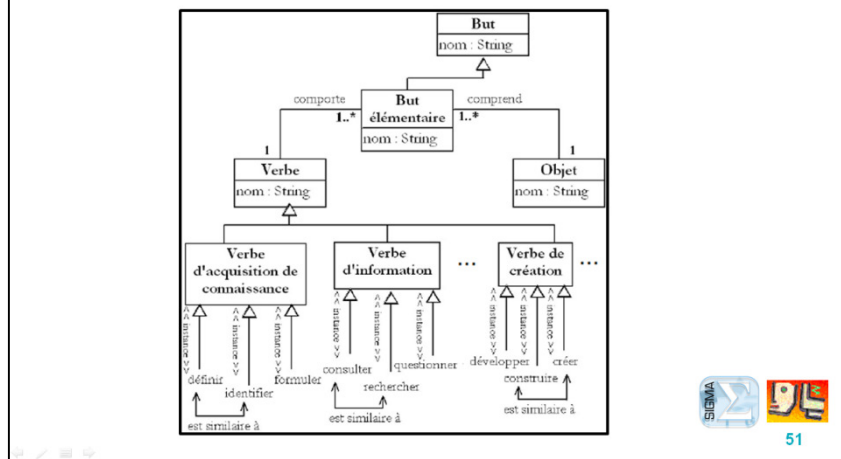 But
nom : String
comporte
But
élémentaire
comprend
1..*
1..*
nom : String
1
1
Verbe
nom : String
Objet
nom : String
Verbe
d'acquisition de
connaissance
Verbe
d'information
...
Verbe de
création
...
<< instance >>
<< instance >>
<< instance >>
<< instance >>
<< instance >>
<< instance >>
<< instance >>
<< instance >>
<< instance >>
définir
identifier
formuler
consulter
rechercher
questionner
développer
construire
créer
est similaire à
est similaire à
est similaire à
SIGMA
51